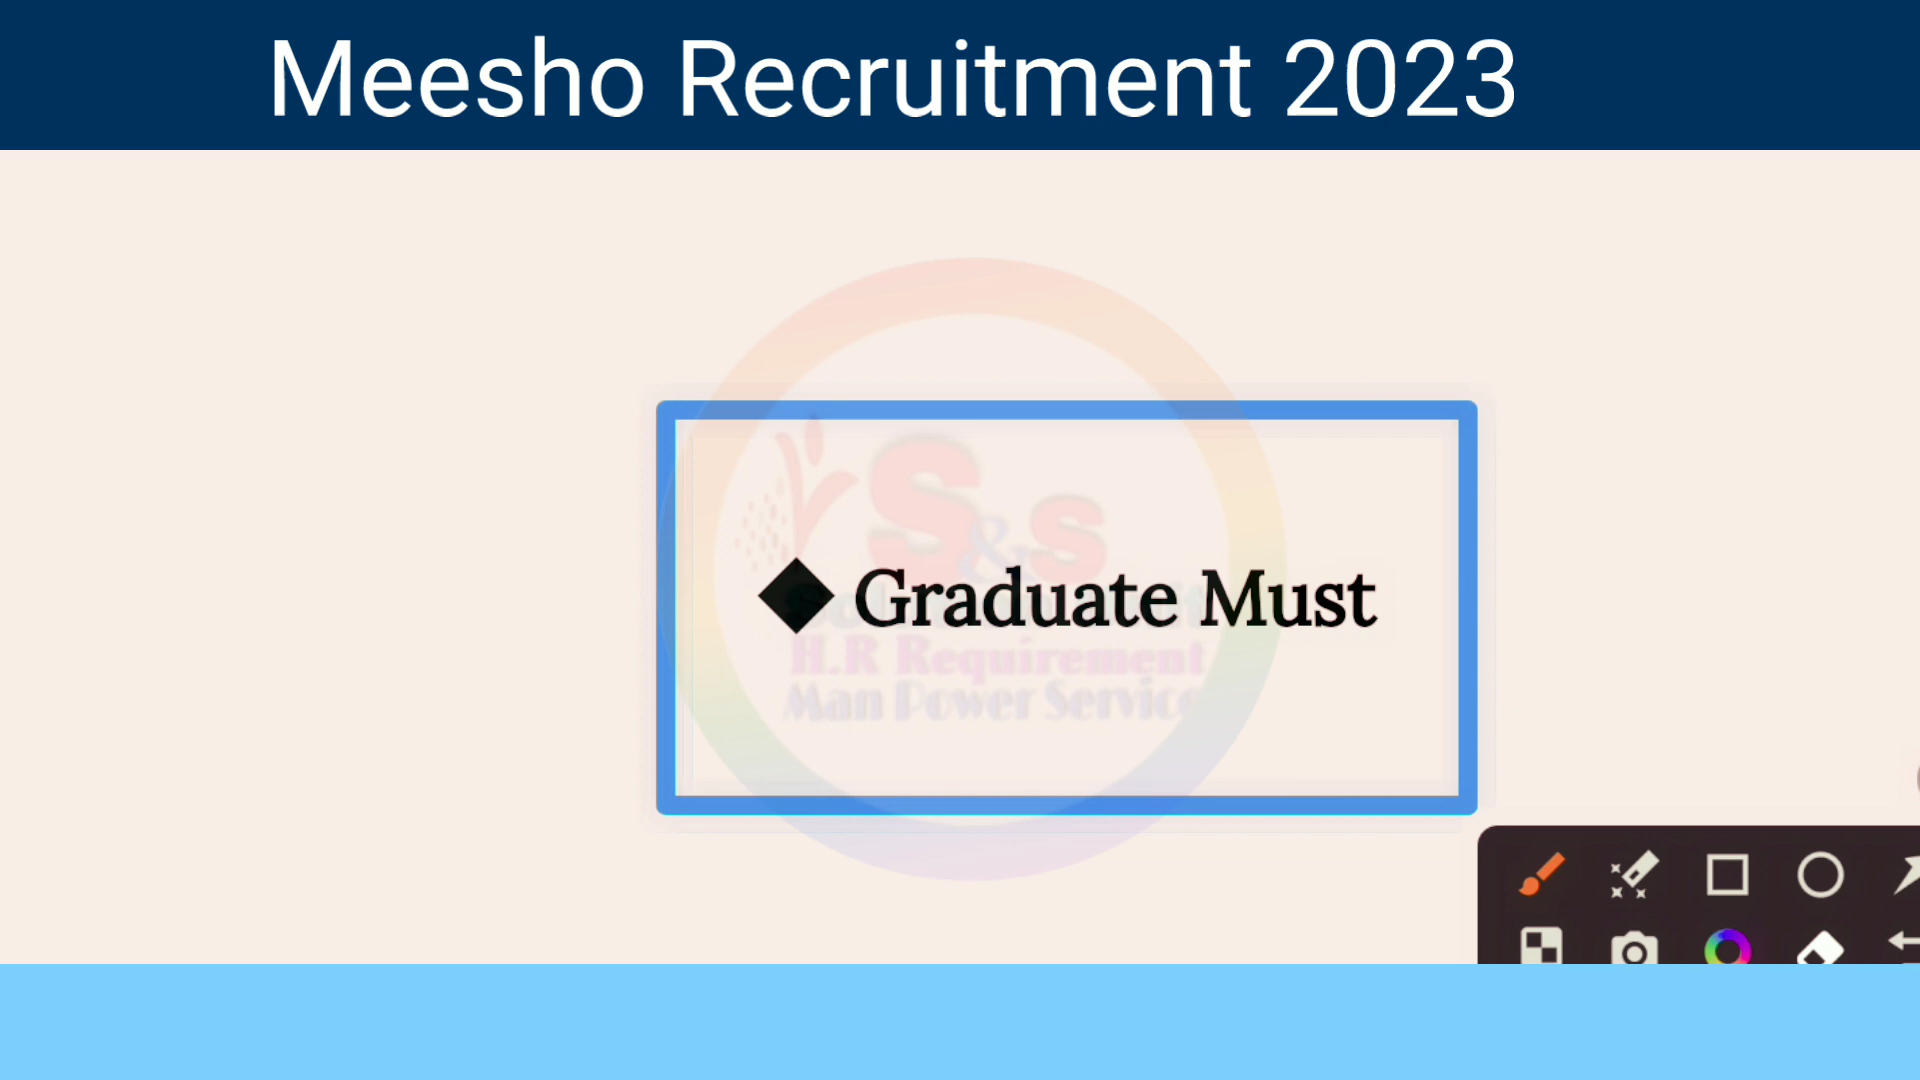 Meesho Recruitment 2023
S&s
◆ Graduate Must
H.R Requirement
Man Power Service